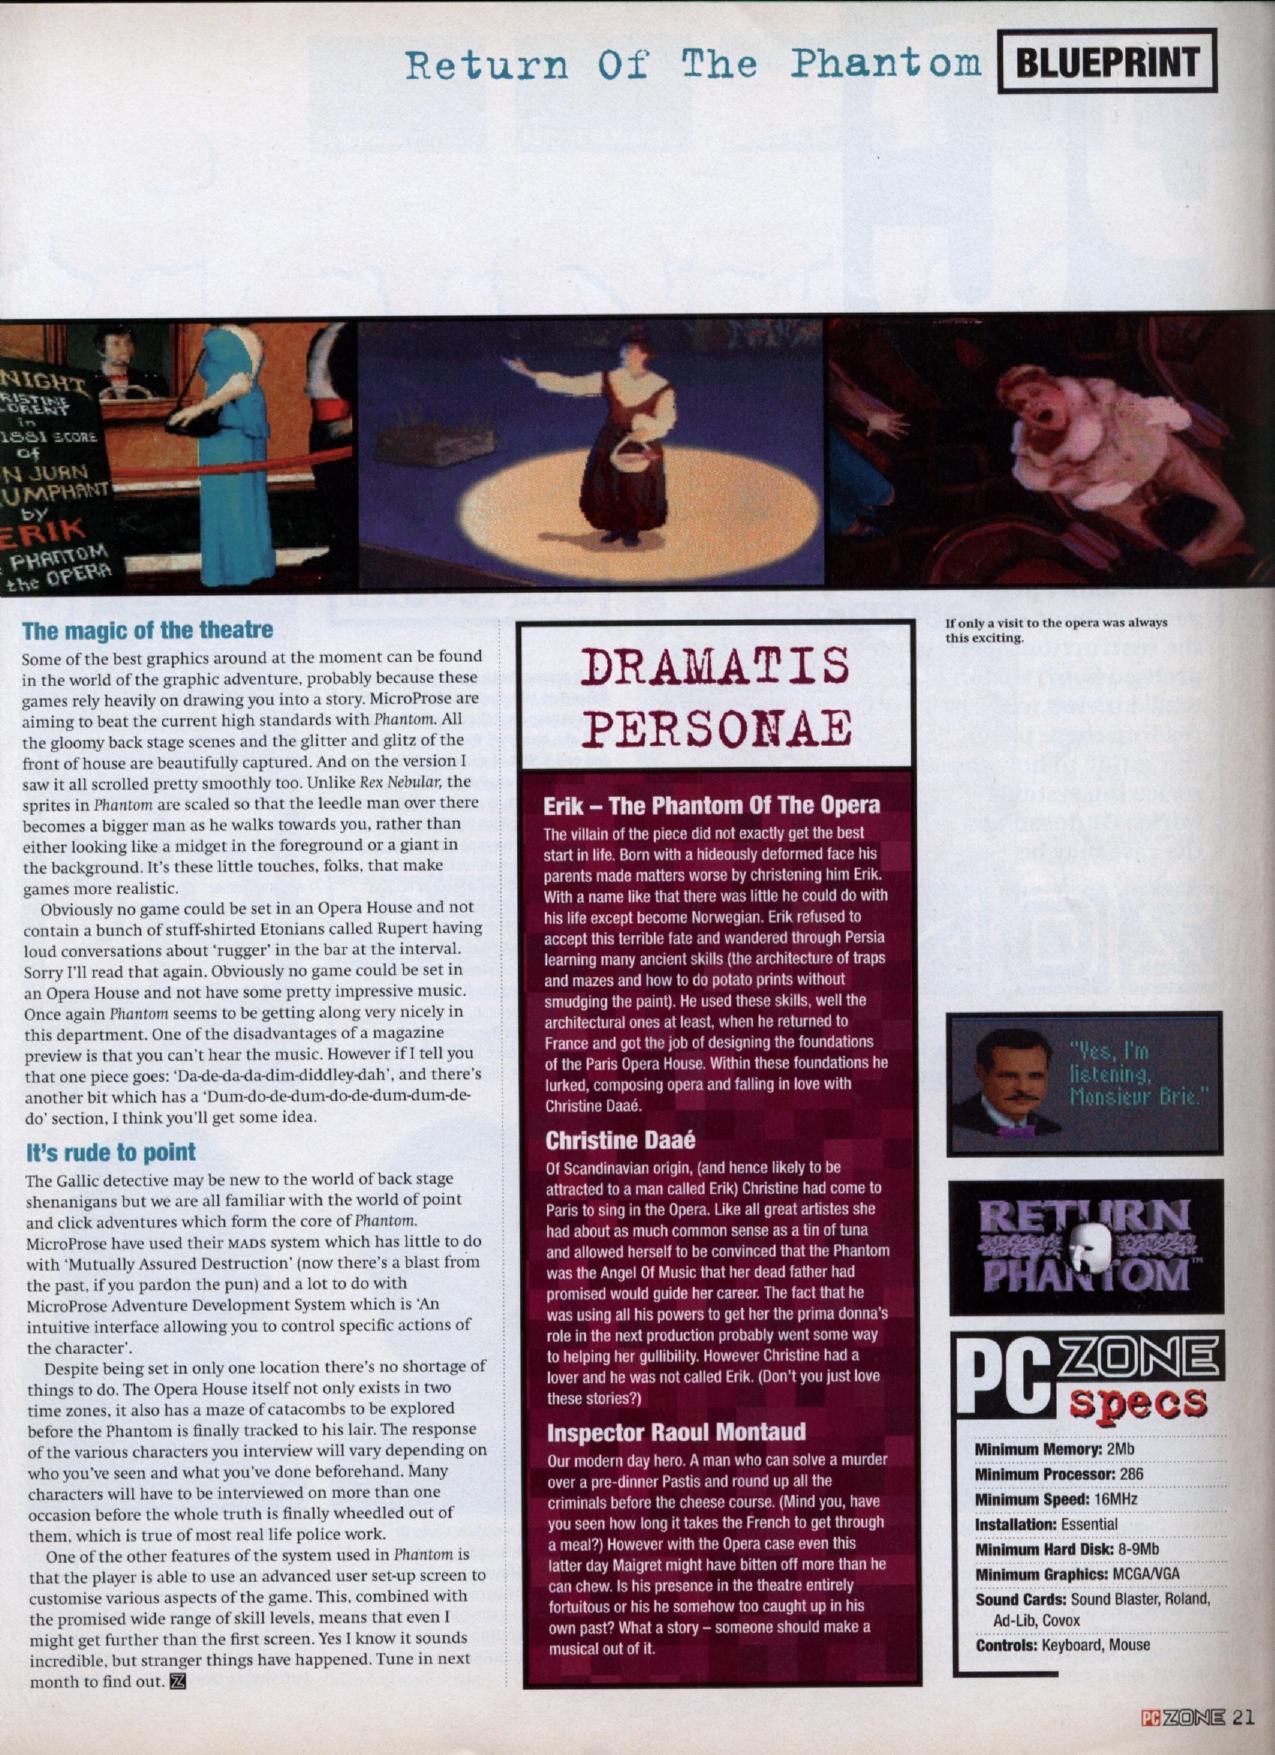 Return Of The Phantom BLUEPRINT
NIGHT
RISTINE
LORENT
in
1881 SCORE
of
N JUAN
UMPHANT
by
ERIK
PHANTOM
the OPERA
The magic of the theatre
Some of the best graphics around at the moment can be found
in the world of the graphic adventure, probably because these
games rely heavily on drawing you into a story. MicroProse are
aiming to beat the current high standards with Phantom. All
the gloomy back stage scenes and the glitter and glitz of the
front of house are beautifully captured. And on the version I
saw it all scrolled pretty smoothly too. Unlike Rex Nebular, the
sprites in Phantom are scaled so that the leedle man over there
becomes a bigger man as he walks towards you, rather than
either looking like a midget in the foreground or a giant in
the background. It's these little touches, folks, that make
games more realistic.
Obviously no game could be set in an Opera House and not
contain a bunch of stuff-shirted Etonians called Rupert having
loud conversations about 'rugger' in the bar at the interval.
Sorry I'll read that again. Obviously no game could be set in
an Opera House and not have some pretty impressive music.
Once again Phantom seems to be getting along very nicely in
this department. One of the disadvantages of a magazine
preview is that you can't hear the music. However if I tell you
that one piece goes: 'Da-de-da-da-dim-diddley-dah', and there's
another bit which has a 'Dum-do-de-dum-do-de-dum-dum-de-
do' section, I think you'll get some idea.
It's rude to point
The Gallic detective may be new to the world of back stage
shenanigans but we are all familiar with the world of point
and click adventures which form the core of Phantom.
MicroProse have used their MADS system which has little to do
with 'Mutually Assured Destruction' (now there's a blast from
the past, if you pardon the pun) and a lot to do with
MicroProse Adventure Development System which is 'An
intuitive interface allowing you to control specific actions of
the character'.
Despite being set in only one location there's no shortage of
things to do. The Opera House itself not only exists in two
time zones, it also has a maze of catacombs to be explored
before the Phantom is finally tracked to his lair. The response
of the various characters you interview will vary depending on
who you've seen and what you've done beforehand. Many
characters will have to be interviewed on more than one
occasion before the whole truth is finally wheedled out of
them, which is true of most real life police work.
One of the other features of the system used in Phantom is
that the player is able to use an advanced user set-up screen to
customise various aspects of the game. This, combined with
the promised wide range of skill levels, means that even I
might get further than the first screen. Yes I know it sounds
incredible, but stranger things have happened. Tune in next
month to find out. Z
DRAMATIS
PERSONAE
Erik – The Phantom Of The Opera
The villain of the piece did not exactly get the best
start in life. Born with a hideously deformed face his
parents made matters worse by christening him Erik.
With a name like that there was little he could do with
his life except become Norwegian. Erik refused to
accept this terrible fate and wandered through Persia
learning many ancient skills (the architecture of traps
and mazes and how to do potato prints without
smudging the paint). He used these skills, well the
architectural ones at least, when he returned to
France and got the job of designing the foundations
of the Paris Opera House. Within these foundations he
lurked, composing opera and falling in love with
Christine Daaé.
Christine Daaé
Of Scandinavian origin, (and hence likely to be
attracted to a man called Erik) Christine had come to
Paris to sing in the Opera. Like all great artistes she
had about as much common sense as a tin of tuna
and allowed herself to be convinced that the Phantom
was the Angel Of Music that her dead father had
promised would guide her career. The fact that he
was using all his powers to get her the prima donna's
role in the next production probably went some way
to helping her gullibility. However Christine had a
lover and he was not called Erik. (Don't you just love
these stories?)
Inspector Raoul Montaud
Our modern day hero. A man who can solve a murder
over a pre-dinner Pastis and round up all the
criminals before the cheese course. (Mind you, have
you seen how long it takes the French to get through
a meal?) However with the Opera case even this
latter day Maigret might have bitten off more than he
can chew. Is his presence in the theatre entirely
fortuitous or his he somehow too caught up in his
own past? What a story – someone should make a
musical out of it.
If only a visit to the opera was always
this exciting.
"Yes, I'm
listening,
Monsieur Brie."
RETURN
PHANTOM™
PC ZONE
specs
Minimum Memory: 2Mb
Minimum Processor: 286
Minimum Speed: 16MHz
Installation: Essential
Minimum Hard Disk: 8-9Mb
Minimum Graphics: MCGA/VGA
Sound Cards: Sound Blaster, Roland,
Ad-Lib, Covox
Controls: Keyboard, Mouse
PC ZONE 21